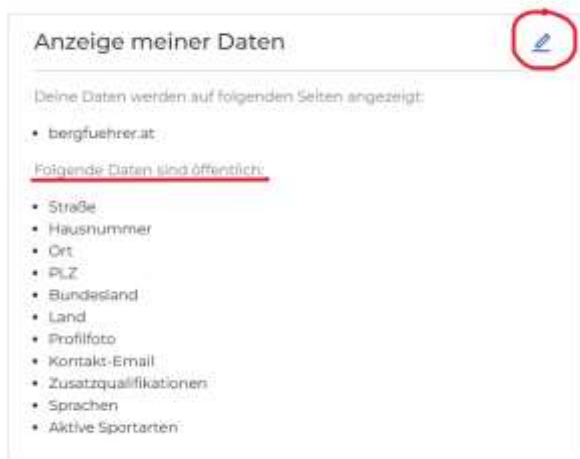 Anzeige meiner Daten
Deine Daten werden auf folgenden Seiten angezeigt:
• bergfuehrer.at
Folgende Daten sind öffentlich:
• Straße
• Hausnummer
• Ort
• PLZ
• Bundesland
• Land
• Profilfoto
• Kontakt-Email
• Zusatzqualifikationen
• Sprachen
• Aktive Sportarten